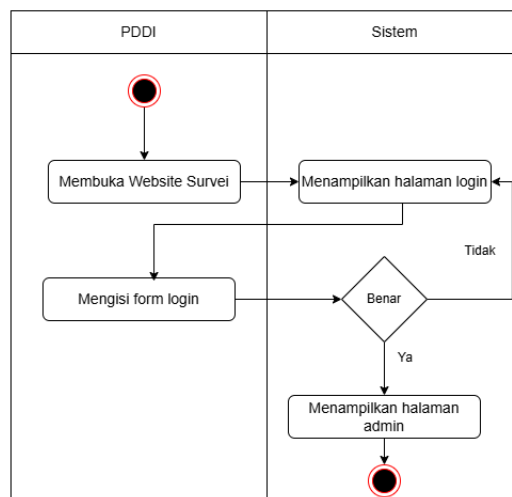 PDDI
Sistem
Membuka Website Survei
Menampilkan halaman login
Tidak
Mengisi form login
Benar
Ya
Menampilkan halaman
admin